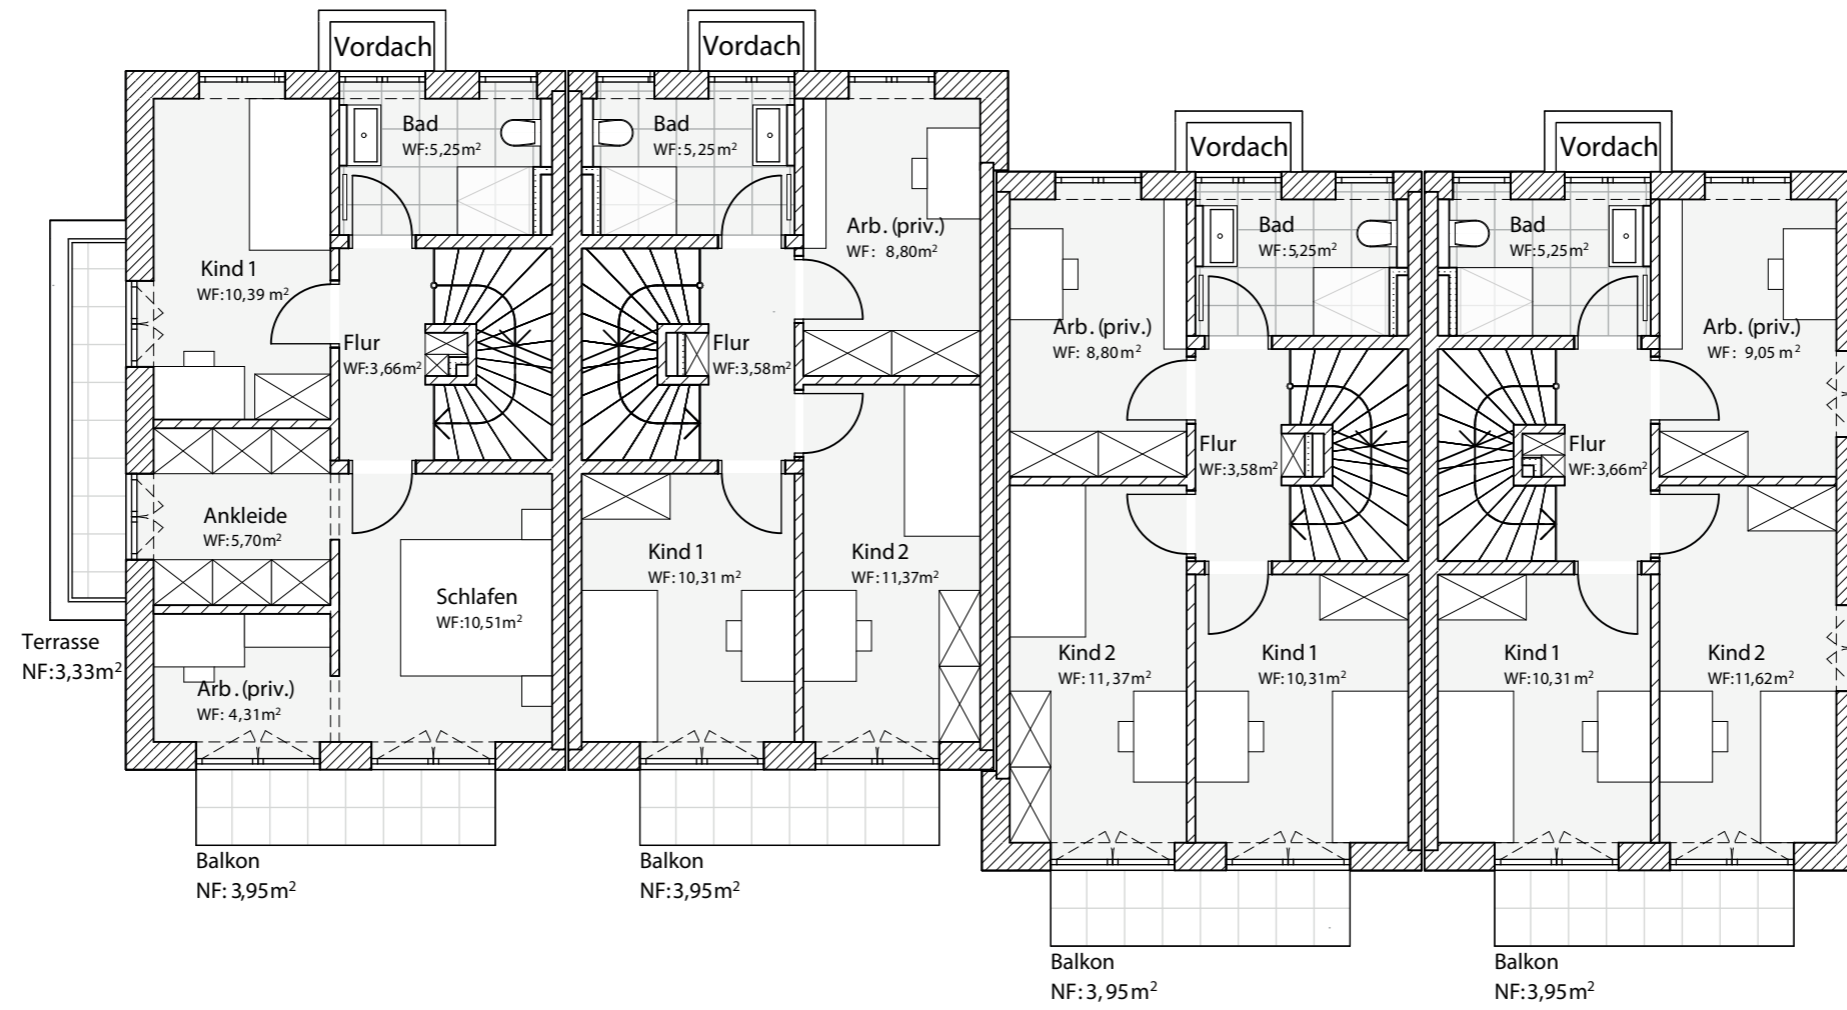 Vordach
Vordach
Bad
WF:5,25m²
Bad
WF:5,25m²
Kind 1
WF:10,39 m²
Flur
WF:3,66m²
Flur
WF:3,58m²
Arb. (priv.)
WF: 8,80m²
Ankleide
WF:5,70m²
Schlafen
WF:10,51m²
Kind 1
WF:10,31 m²
Kind 2
WF:11,37m²
Terrasse
NF:3,33m²
Arb. (priv.)
WF: 4,31m²
Balkon
NF: 3,95m²
Balkon
NF:3,95m²
Vordach
Vordach
Bad
WF:5,25m²
Bad
WF:5,25m²
Arb. (priv.)
WF: 8,80m²
Arb. (priv.)
WF: 9,05 m²
Flur
WF:3,58m²
Flur
WF:3,66m²
Kind 2
WF:11,37m²
Kind 1
WF:10,31m²
Kind 1
WF:10,31 m²
Kind 2
WF:11,62m²
Balkon
NF:3,95m²
Balkon
NF:3,95m²